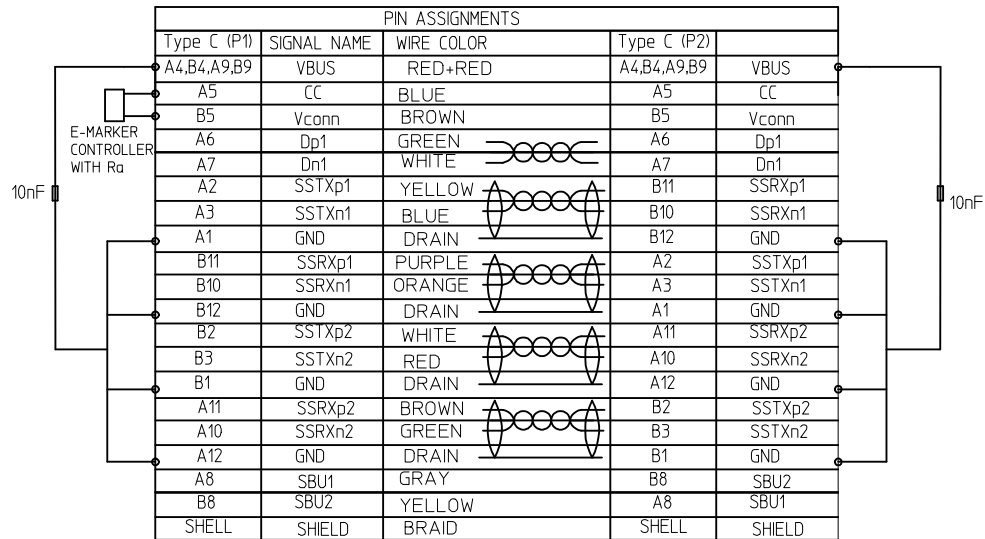 PIN ASSIGNMENTS
Type C (P1) SIGNAL NAME WIRE COLOR Type C (P2)
A4,B4,A9,B9 VBUS RED+RED A4,B4,A9,B9 VBUS
A5 CC BLUE A5 CC
B5 Vconn BROWN B5 Vconn
E-MARKER
CONTROLLER
WITH Ra
A6 Dp1 GREEN A6 Dp1
A7 Dn1 WHITE A7 Dn1
10nF
A2 SSTXp1 YELLOW B11 SSRXp1
10nF
A3 SSTXn1 BLUE B10 SSRXn1
A1 GND DRAIN B12 GND
B11 SSRXp1 PURPLE A2 SSTXp1
B10 SSRXn1 ORANGE A3 SSTXn1
B12 GND DRAIN A1 GND
B2 SSTXp2 WHITE A11 SSRXp2
B3 SSTXn2 RED A10 SSRXn2
B1 GND DRAIN A12 GND
A11 SSRXp2 BROWN B2 SSTXp2
A10 SSRXn2 GREEN B3 SSTXn2
A12 GND DRAIN B1 GND
A8 SBU1 GRAY B8 SBU2
B8 SBU2 YELLOW A8 SBU1
SHELL SHIELD BRAID SHELL SHIELD